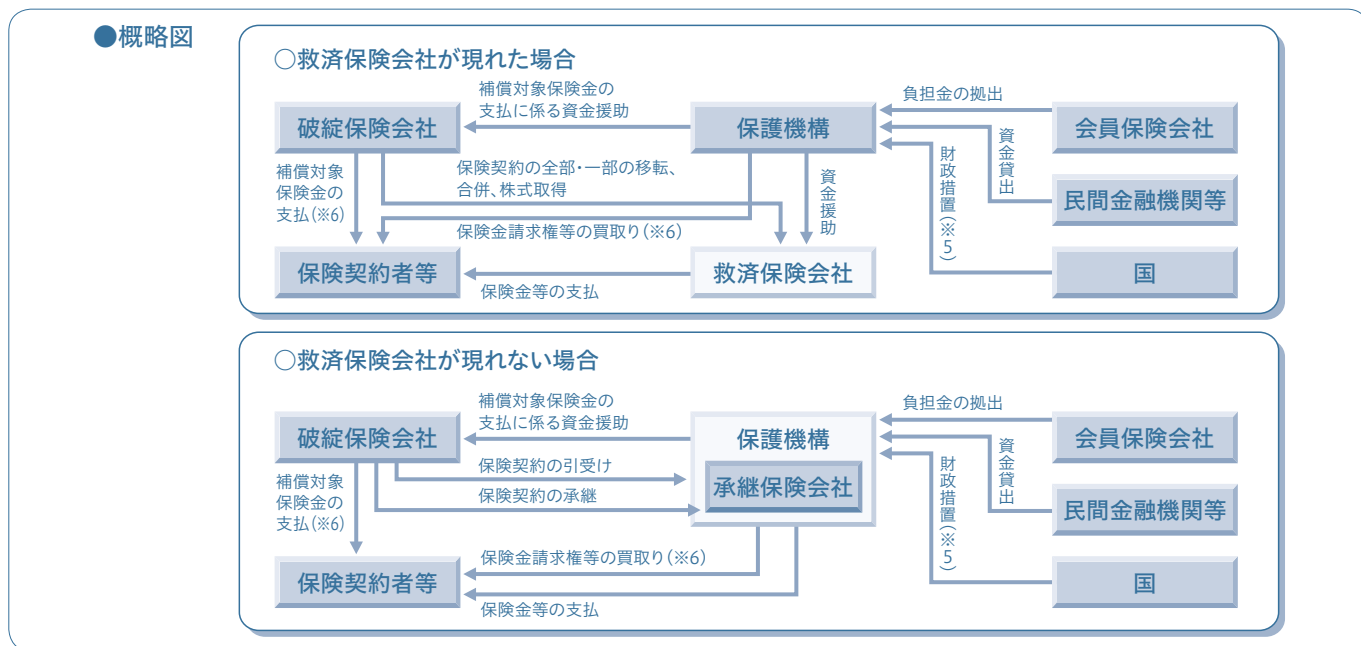 ●概略図
○救済保険会社が現れた場合
補償対象保険金の
支払に係る資金援助
負担金の拠出
破綻保険会社
保護機構
会員保険会社
補償対象
保険金の
支払(※6)
保険契約の全部・一部の移転、
合併、株式取得
資金援助
財政措置(※5)
資金貸出
民間金融機関等
保険金請求権等の買取り(※6)
保険契約者等
救済保険会社
国
保険金等の支払
○救済保険会社が現れない場合
補償対象保険金の
支払に係る資金援助
負担金の拠出
破綻保険会社
保護機構
会員保険会社
補償対象
保険金の
支払(※6)
保険契約の引受け
保険契約の承継
承継保険会社
財政措置(※5)
資金貸出
民間金融機関等
保険金請求権等の買取り(※6)
保険契約者等
国
保険金等の支払